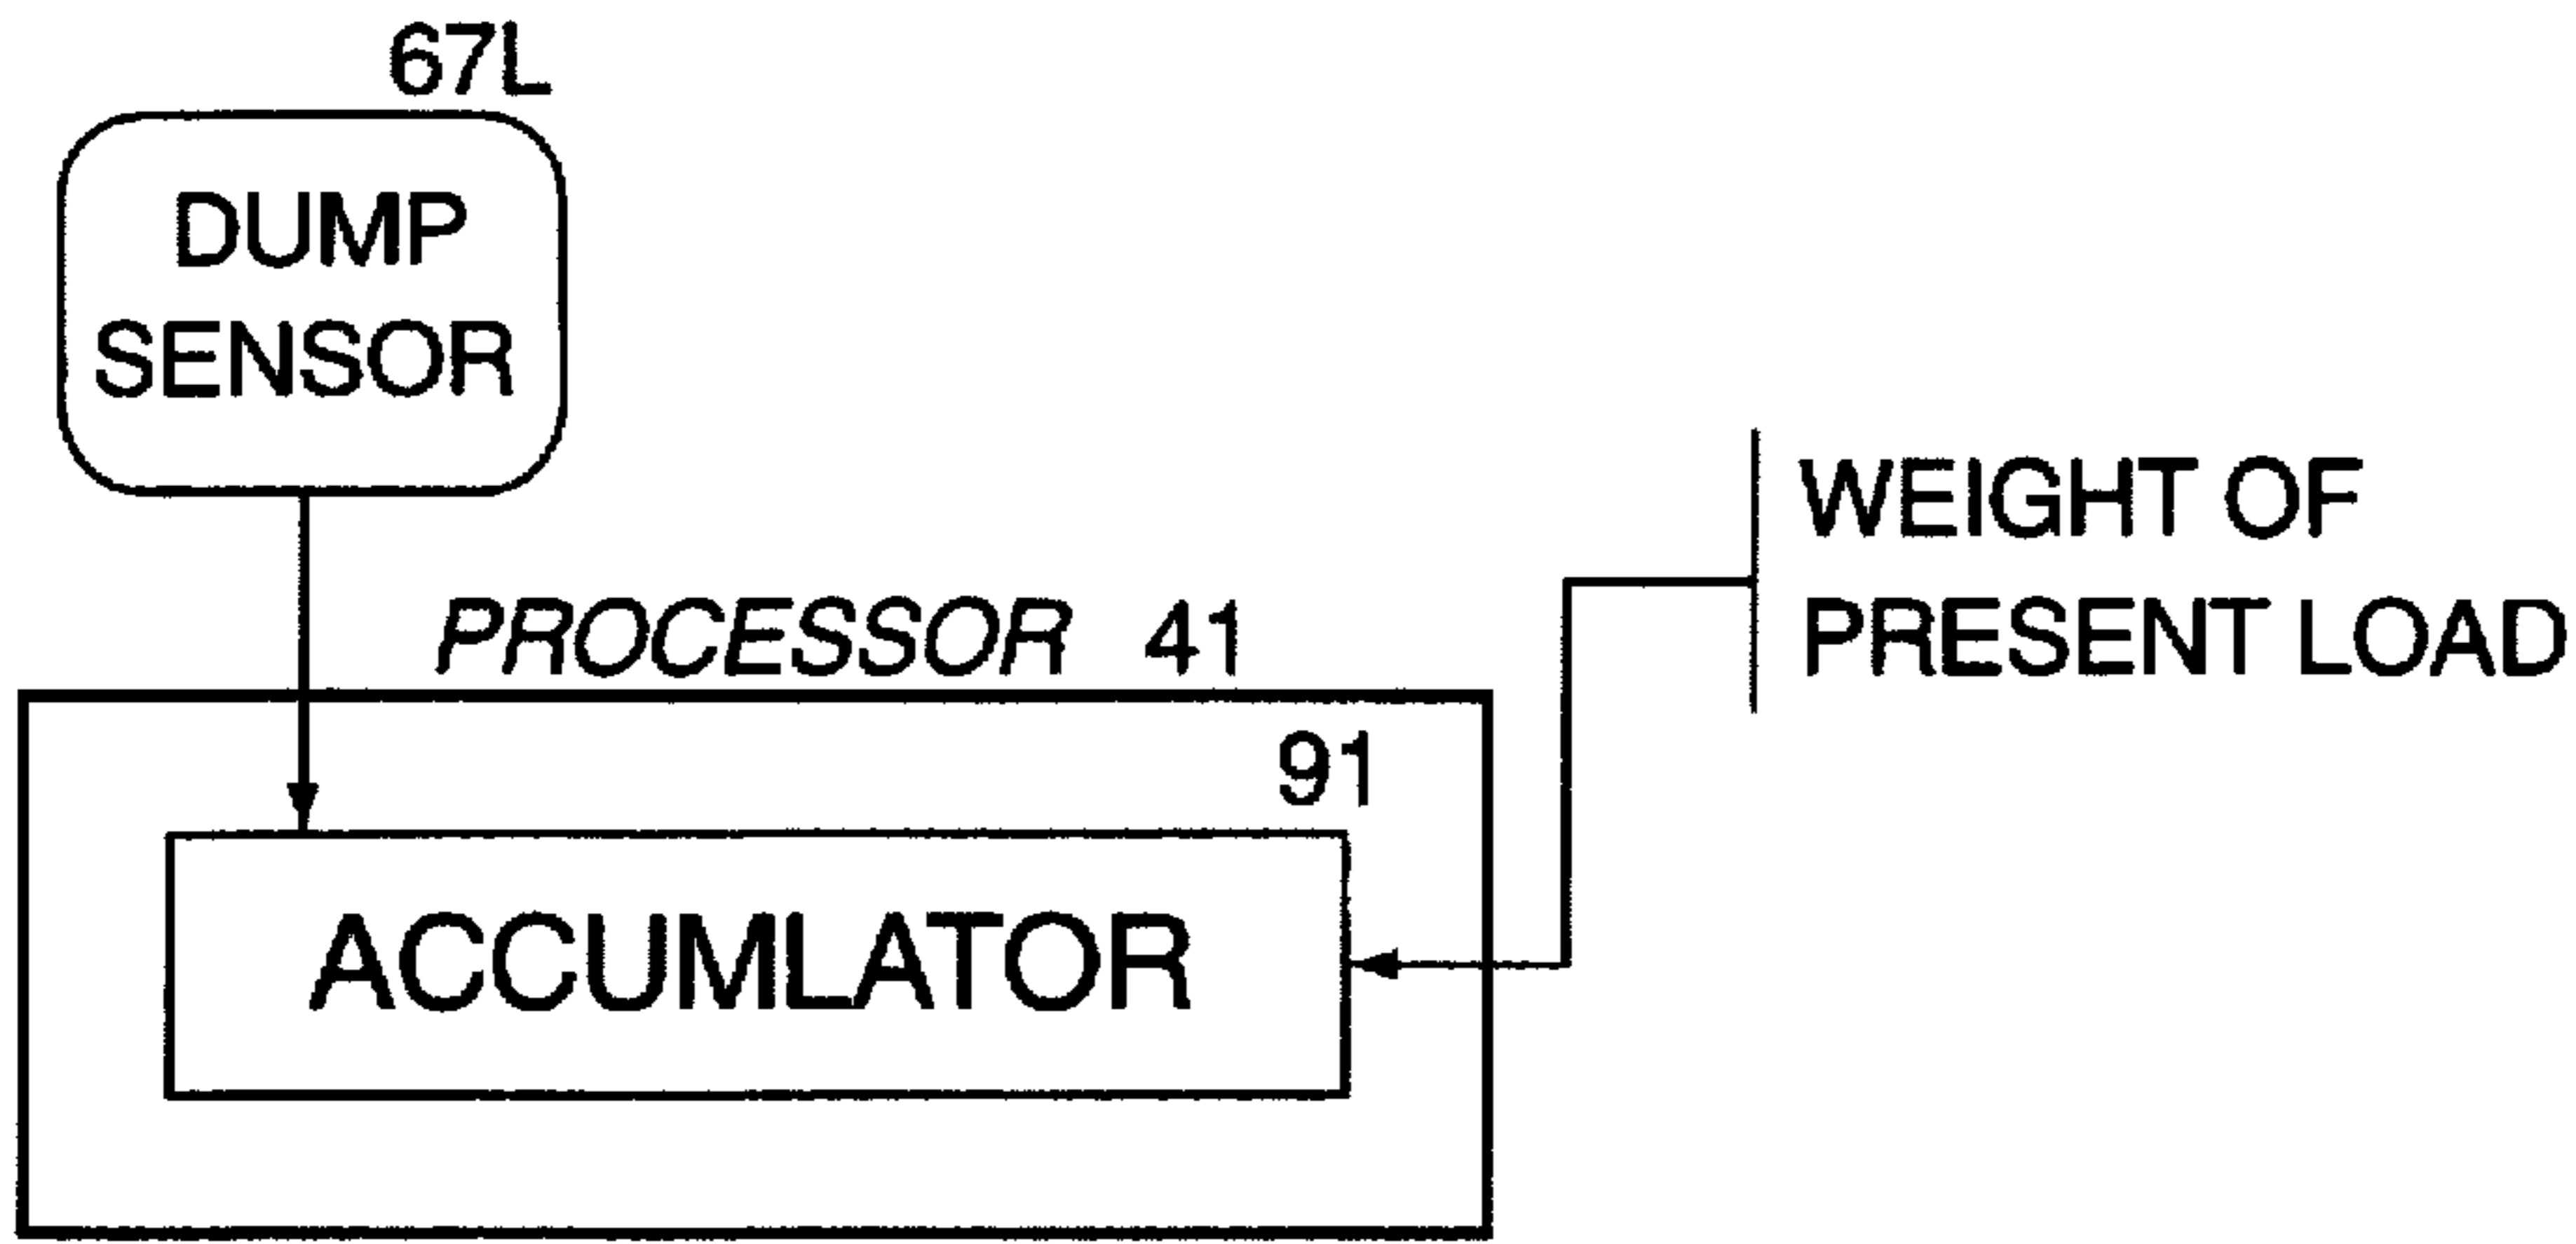 67L
DUMP
SENSOR
WEIGHT OF
PRESENT LOAD
PROCESSOR 41
91
ACCUMLATOR